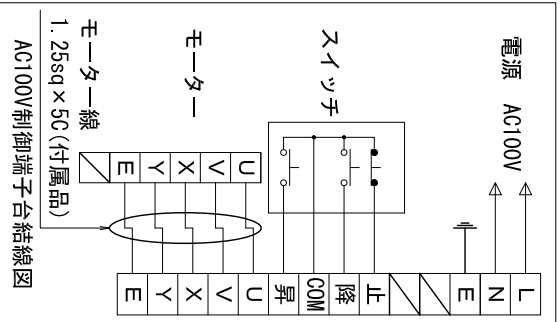 電源 AC100V
L
N
E
止
降
COM
昇
U
V
X
Y
E
スイッチ
モーター
U
V
X
Y
E
モーター線
1.25sq×5C(付属品)
AC100V制御端子台結線図